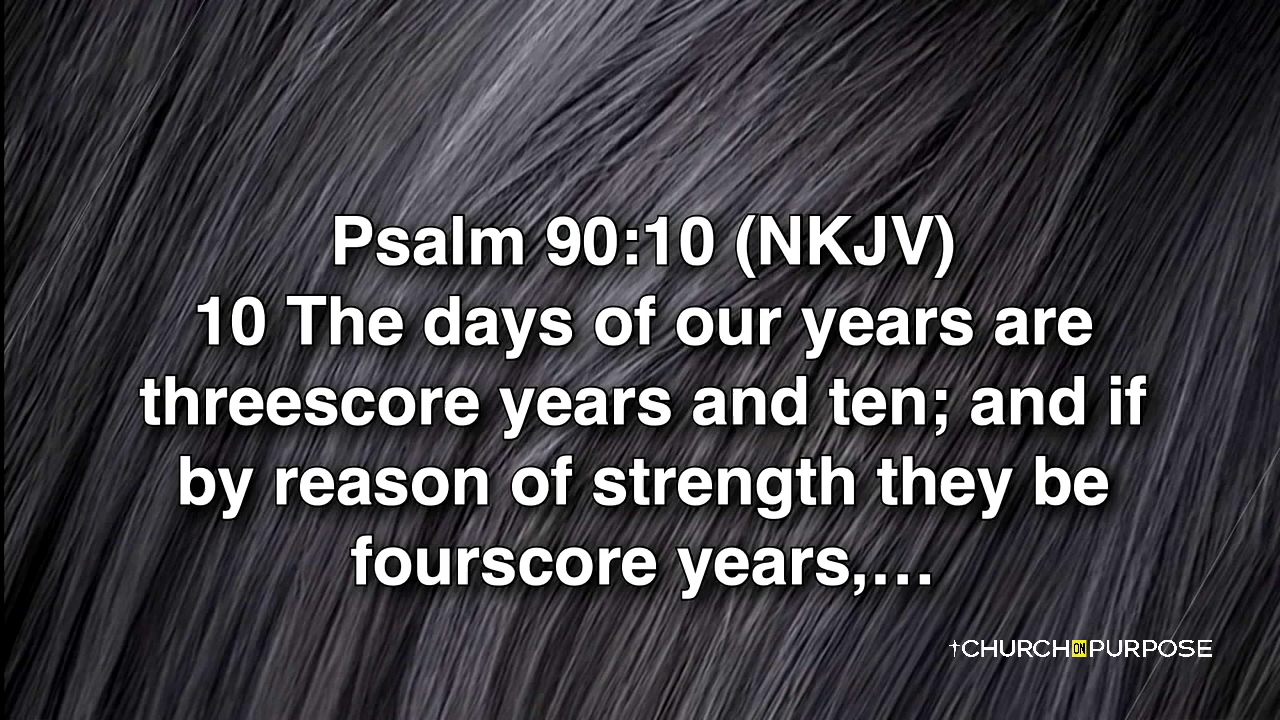 Psalm 90:10 (NKJV)
10 The days of our years are
threescore years and ten; and if
by reason of strength they be
fourscore years,...
CHURCH ON PURPOSE